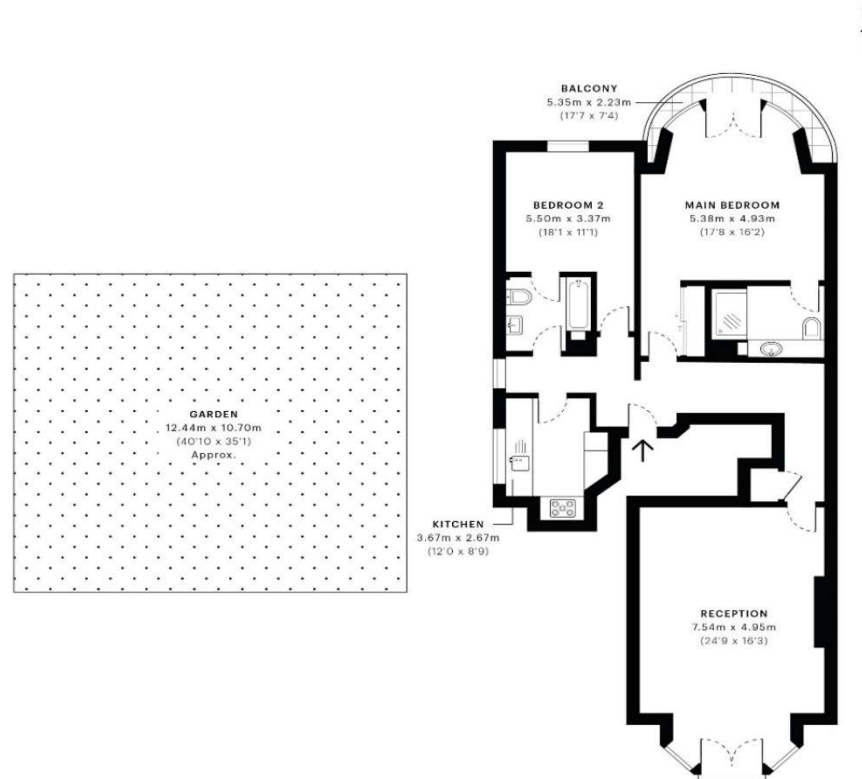 BALCONY
5.35m x 2.23m
(17'7 x 7'4)
BEDROOM 2
5.50m x 3.37m
(18'1 x 11'1)
MAIN BEDROOM
5.38m x 4.93m
(17'8 x 16'2)
GARDEN
12.44m x 10.70m
(40'10 x 35'1)
Approx.
KITCHEN
3.67m x 2.67m
(12'0 x 8'9)
RECEPTION
7.54m x 4.95m
(24'9 x 16'3)